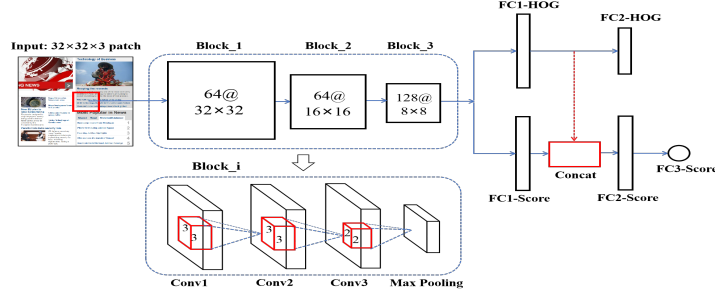 FC1-HOG
FC2-HOG
Input: 32×32×3 patch
Block_1
Block_2
Block_3
64@
32×32
64@
16×16
128@
8×8
Block_i
FC1-Score
Concat
FC2-Score
FC3-Score
3
3
3
3
2
2
Conv1
Conv2
Conv3
Max Pooling